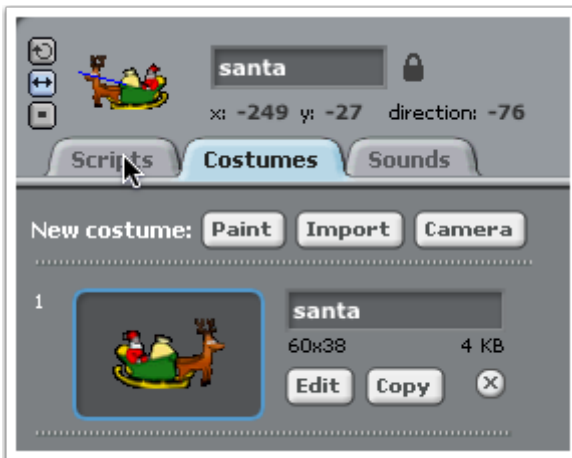 santa
x: -249 y: -27 direction: -76
Scripts Costumes Sounds
New costume: Paint Import Camera
1
santa
60x38 4 KB
Edit Copy